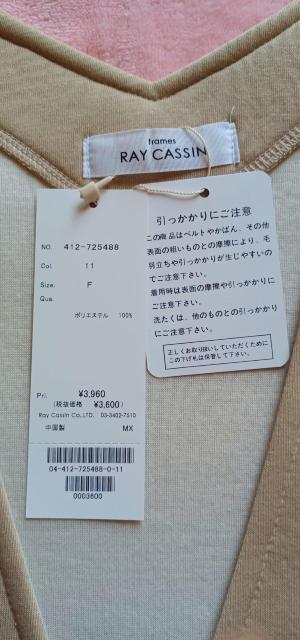 frames
RAY CASSIN
NO. 412-725488
Col. 11
Size. F
Qua.
ポリエステル 100%
Pri. ¥3,960
(税抜価格 ¥3,600)
Ray Cassin Co.,LTD. 03-3402-7510
中国製 MX
04-412-725488-0-11
0003600
引っかかりにご注意
この商品はベルトやかばん、その他
表面の粗いものとの摩擦により、毛
羽立ちや引っかかりが生じやすいの
でご注意下さい。
着用時は表面の摩擦や引っかかりに
ご注意下さい。
洗たくは、他のものとの引っかかり
にご注意下さい。
正しくお取り扱いしていただくために
この下げ札は保管して下さい。